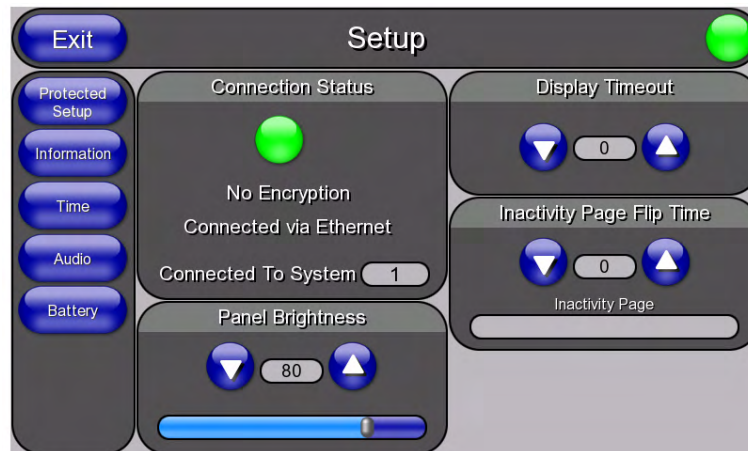 Exit
Setup
Protected
Setup
Information
Time
Audio
Battery
Connection Status
No Encryption
Connected via Ethernet
Connected To System 1
Panel Brightness
80
Display Timeout
0
Inactivity Page Flip Time
0
Inactivity Page